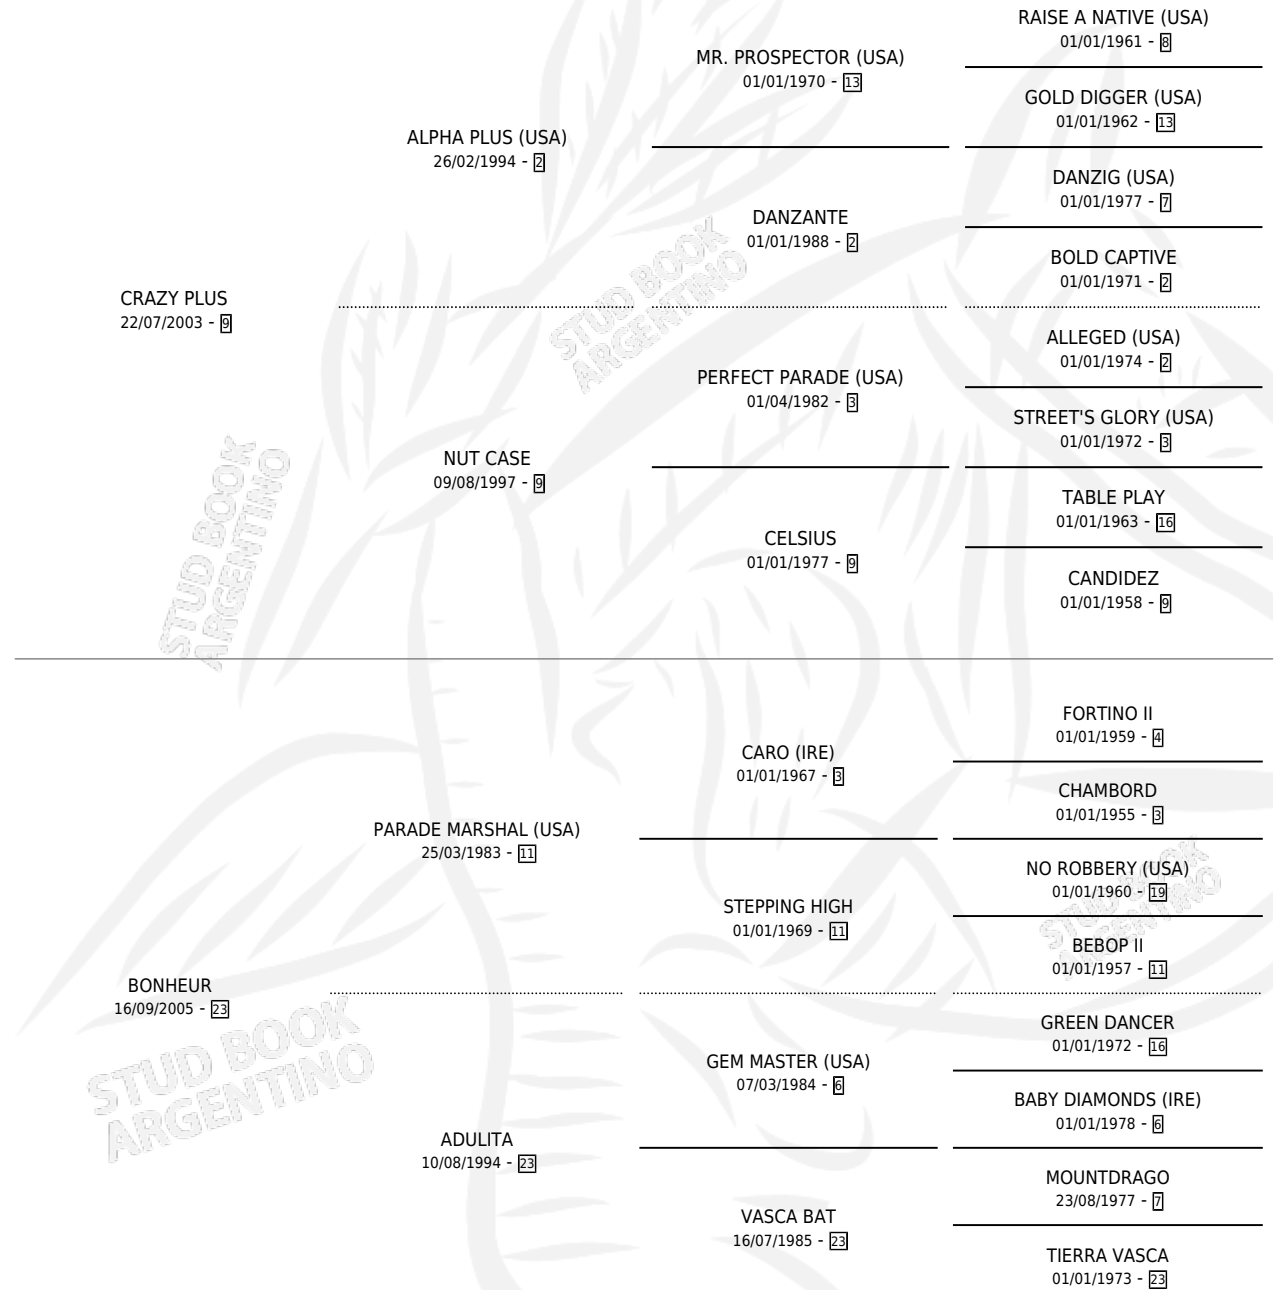 RAISE A NATIVE (USA)
01/01/1961 - 8
MR. PROSPECTOR (USA)
01/01/1970 - 13
GOLD DIGGER (USA)
01/01/1962 - 13
ALPHA PLUS (USA)
26/02/1994 - 2
DANZIG (USA)
01/01/1977 - 7
DANZANTE
01/01/1988 - 2
BOLD CAPTIVE
01/01/1971 - 2
CRAZY PLUS
22/07/2003 - 9
ALLEGED (USA)
01/01/1974 - 2
PERFECT PARADE (USA)
01/04/1982 - 3
STREET'S GLORY (USA)
01/01/1972 - 3
NUT CASE
09/08/1997 - 9
TABLE PLAY
01/01/1963 - 16
CELSIUS
01/01/1977 - 9
CANDIDEZ
01/01/1958 - 9
FORTINO II
01/01/1959 - 4
CARO (IRE)
01/01/1967 - 3
CHAMBORD
01/01/1955 - 3
PARADE MARSHAL (USA)
25/03/1983 - 11
NO ROBBERY (USA)
01/01/1960 - 19
STEPPING HIGH
01/01/1969 - 11
BEBOP II
01/01/1957 - 11
BONHEUR
16/09/2005 - 23
GREEN DANCER
01/01/1972 - 16
GEM MASTER (USA)
07/03/1984 - 6
BABY DIAMONDS (IRE)
01/01/1978 - 6
ADULITA
10/08/1994 - 23
MOUNTDRAGO
23/08/1977 - 7
VASCA BAT
16/07/1985 - 23
TIERRA VASCA
01/01/1973 - 23
STUD BOOK
ARGENTINO
STUD BOOK
ARGENTINO
STUD BOOK
ARGENTINO
STUD BOOK
ARGENTINO